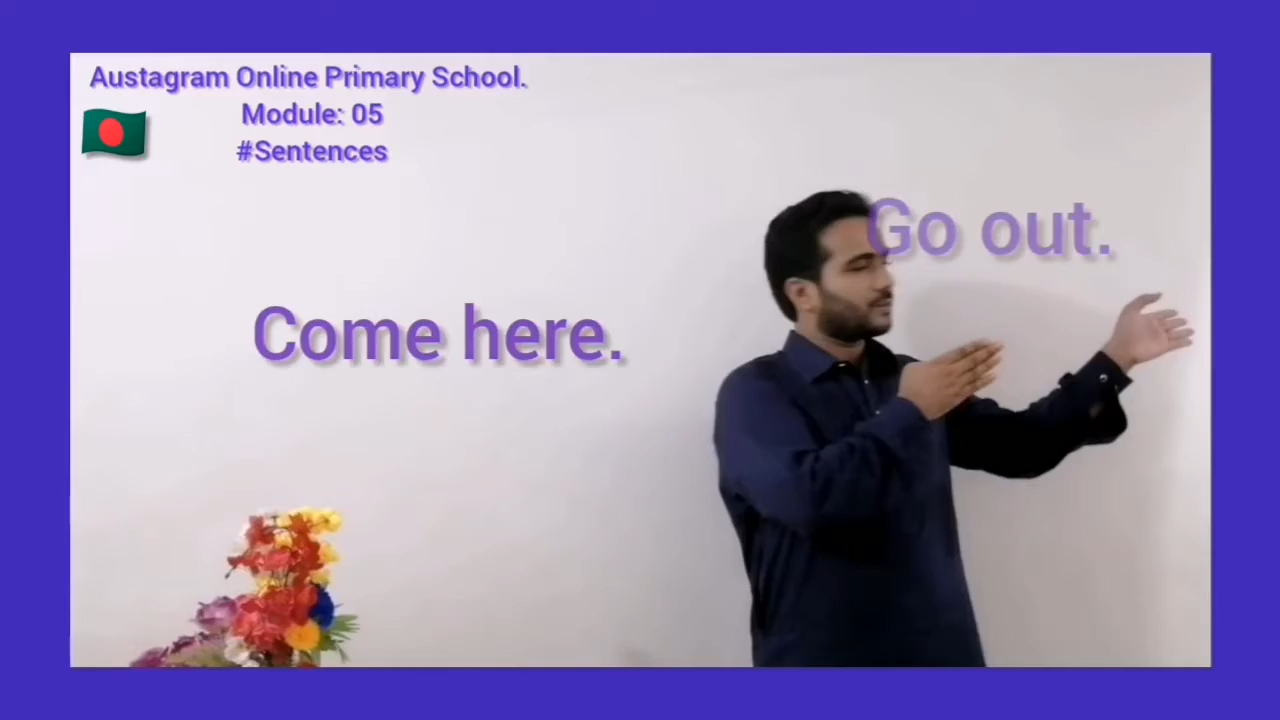 Austagram Online Primary School.
Module: 05
#Sentences
Go out.
Come here.